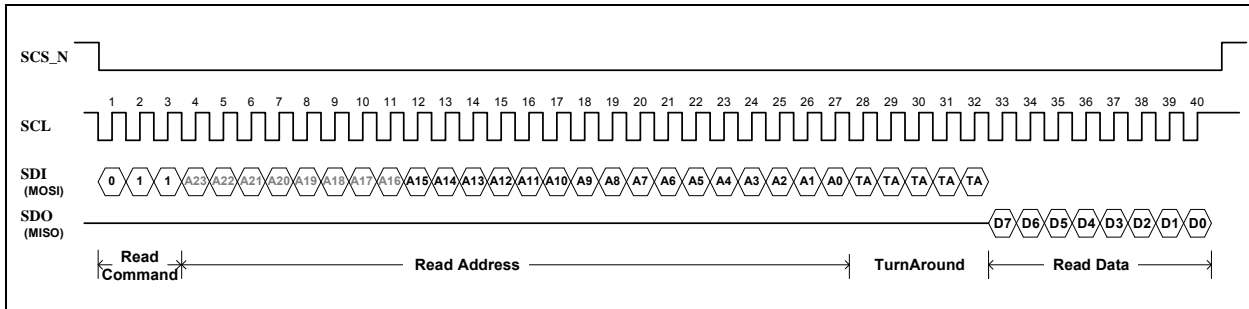 SCS_N
1 2 3 4 5 6 7 8 9 10 11 12 13 14 15 16 17 18 19 20 21 22 23 24 25 26 27 28 29 30 31 32 33 34 35 36 37 38 39 40
SCL
SDI
(MOSI)
0 1 1 A23 A22 A21 A20 A19 A18 A17 A16 A15 A14 A13 A12 A11 A10 A9 A8 A7 A6 A5 A4 A3 A2 A1 A0 TA TA TA TA TA
SDO
(MISO)
D7 D6 D5 D4 D3 D2 D1 D0
Read
Command
Read Address
TurnAround
Read Data